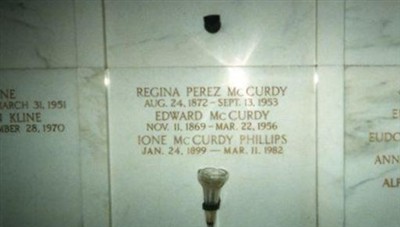 NE
MARCH 31, 1951
KLINE
MBER 28, 1970
REGINA PEREZ MCCURDY
AUG. 24, 1872 - SEPT. 13, 1953
EDWARD MCCURDY
NOV. 11, 1869 - MAR. 22, 1956
IONE MCCURDY PHILLIPS
JAN. 24, 1899 — MAR. 11, 1982
EUDO
ANN
ALF